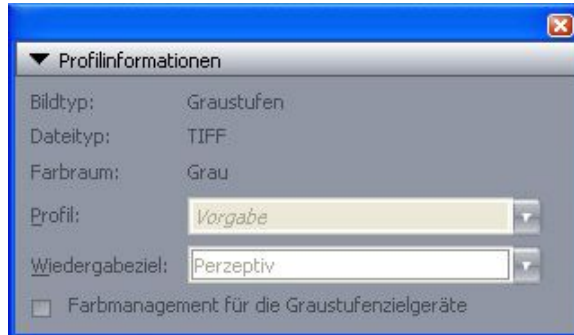 Profilinformationen
Bildtyp: Graustufen
Dateityp: TIFF
Farbraum: Grau
Profil: Vorgabe
Wiedergabeziel: Perzeptiv
Farbmanagement für die Graustufenzielgeräte